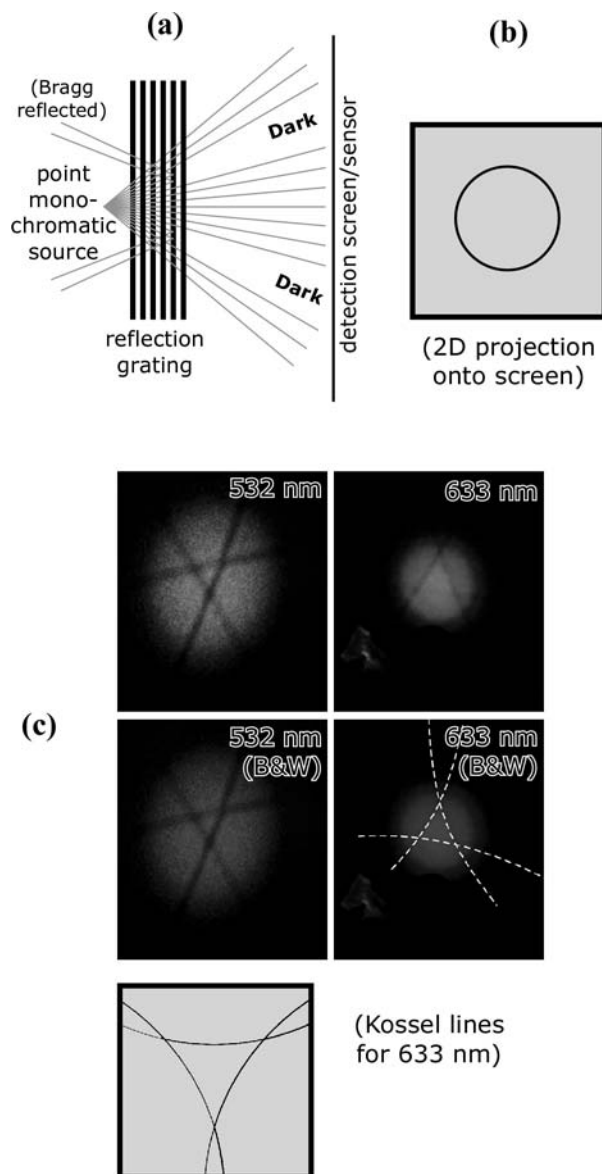 (a)
(b)
(Bragg
reflected)
point
mono-
chromatic
source
Dark
Dark
reflection
grating
detection screen/sensor
(2D projection
onto screen)
(c)
532 nm
633 nm
532 nm
(B&W)
633 nm
(B&W)
(Kossel lines
for 633 nm)